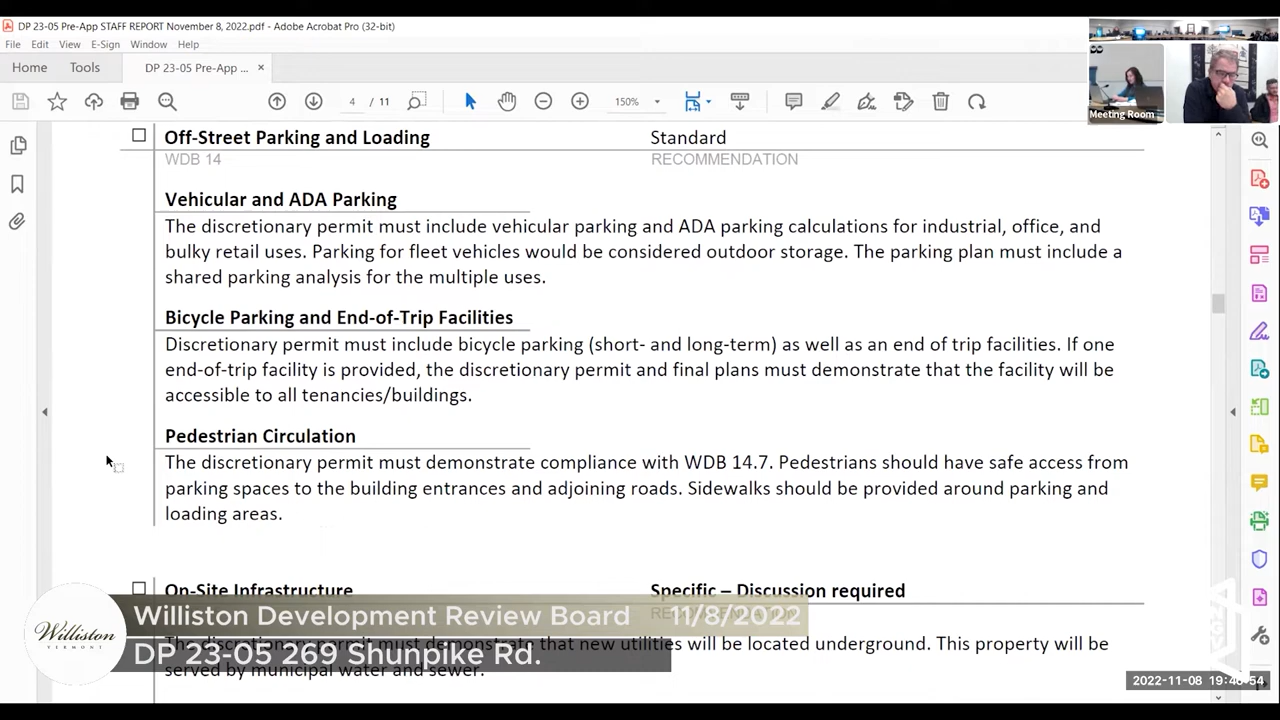 DP 23-05 Pre-App STAFF REPORT November 8, 2022.pdf - Adobe Acrobat Pro (32-bit)
File Edit View E-Sign Window Help
Home Tools DP 23-05 Pre-App ... ×
4 / 11 150%
Meeting Room
Off-Street Parking and Loading Standard
WDB 14 RECOMMENDATION
Vehicular and ADA Parking
The discretionary permit must include vehicular parking and ADA parking calculations for industrial, office, and
bulky retail uses. Parking for fleet vehicles would be considered outdoor storage. The parking plan must include a
shared parking analysis for the multiple uses.
Bicycle Parking and End-of-Trip Facilities
Discretionary permit must include bicycle parking (short- and long-term) as well as an end of trip facilities. If one
end-of-trip facility is provided, the discretionary permit and final plans must demonstrate that the facility will be
accessible to all tenancies/buildings.
Pedestrian Circulation
The discretionary permit must demonstrate compliance with WDB 14.7. Pedestrians should have safe access from
parking spaces to the building entrances and adjoining roads. Sidewalks should be provided around parking and
loading areas.
On-Site Infrastructure Specific – Discussion required
Williston Development Review Board 11/8/2022
The discretionary permit must demonstrate that new utilities will be located underground. This property will be
DP 23-05 269 Shunpike Rd.
served by municipal water and sewer.
Williston
VERMONT
2022-11-08 19:46:54